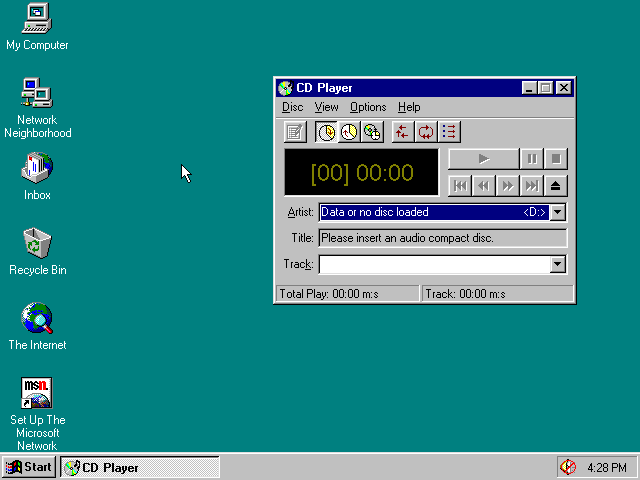 My Computer
Network
Neighborhood
Inbox
Recycle Bin
The Internet
msn.
Set Up The
Microsoft
Network
CD Player
Disc View Options Help
[00] 00:00
Artist: Data or no disc loaded <D:>
Title: Please insert an audio compact disc.
Track:
Total Play: 00:00 m:s Track: 00:00 m:s
Start CD Player 4:28 PM